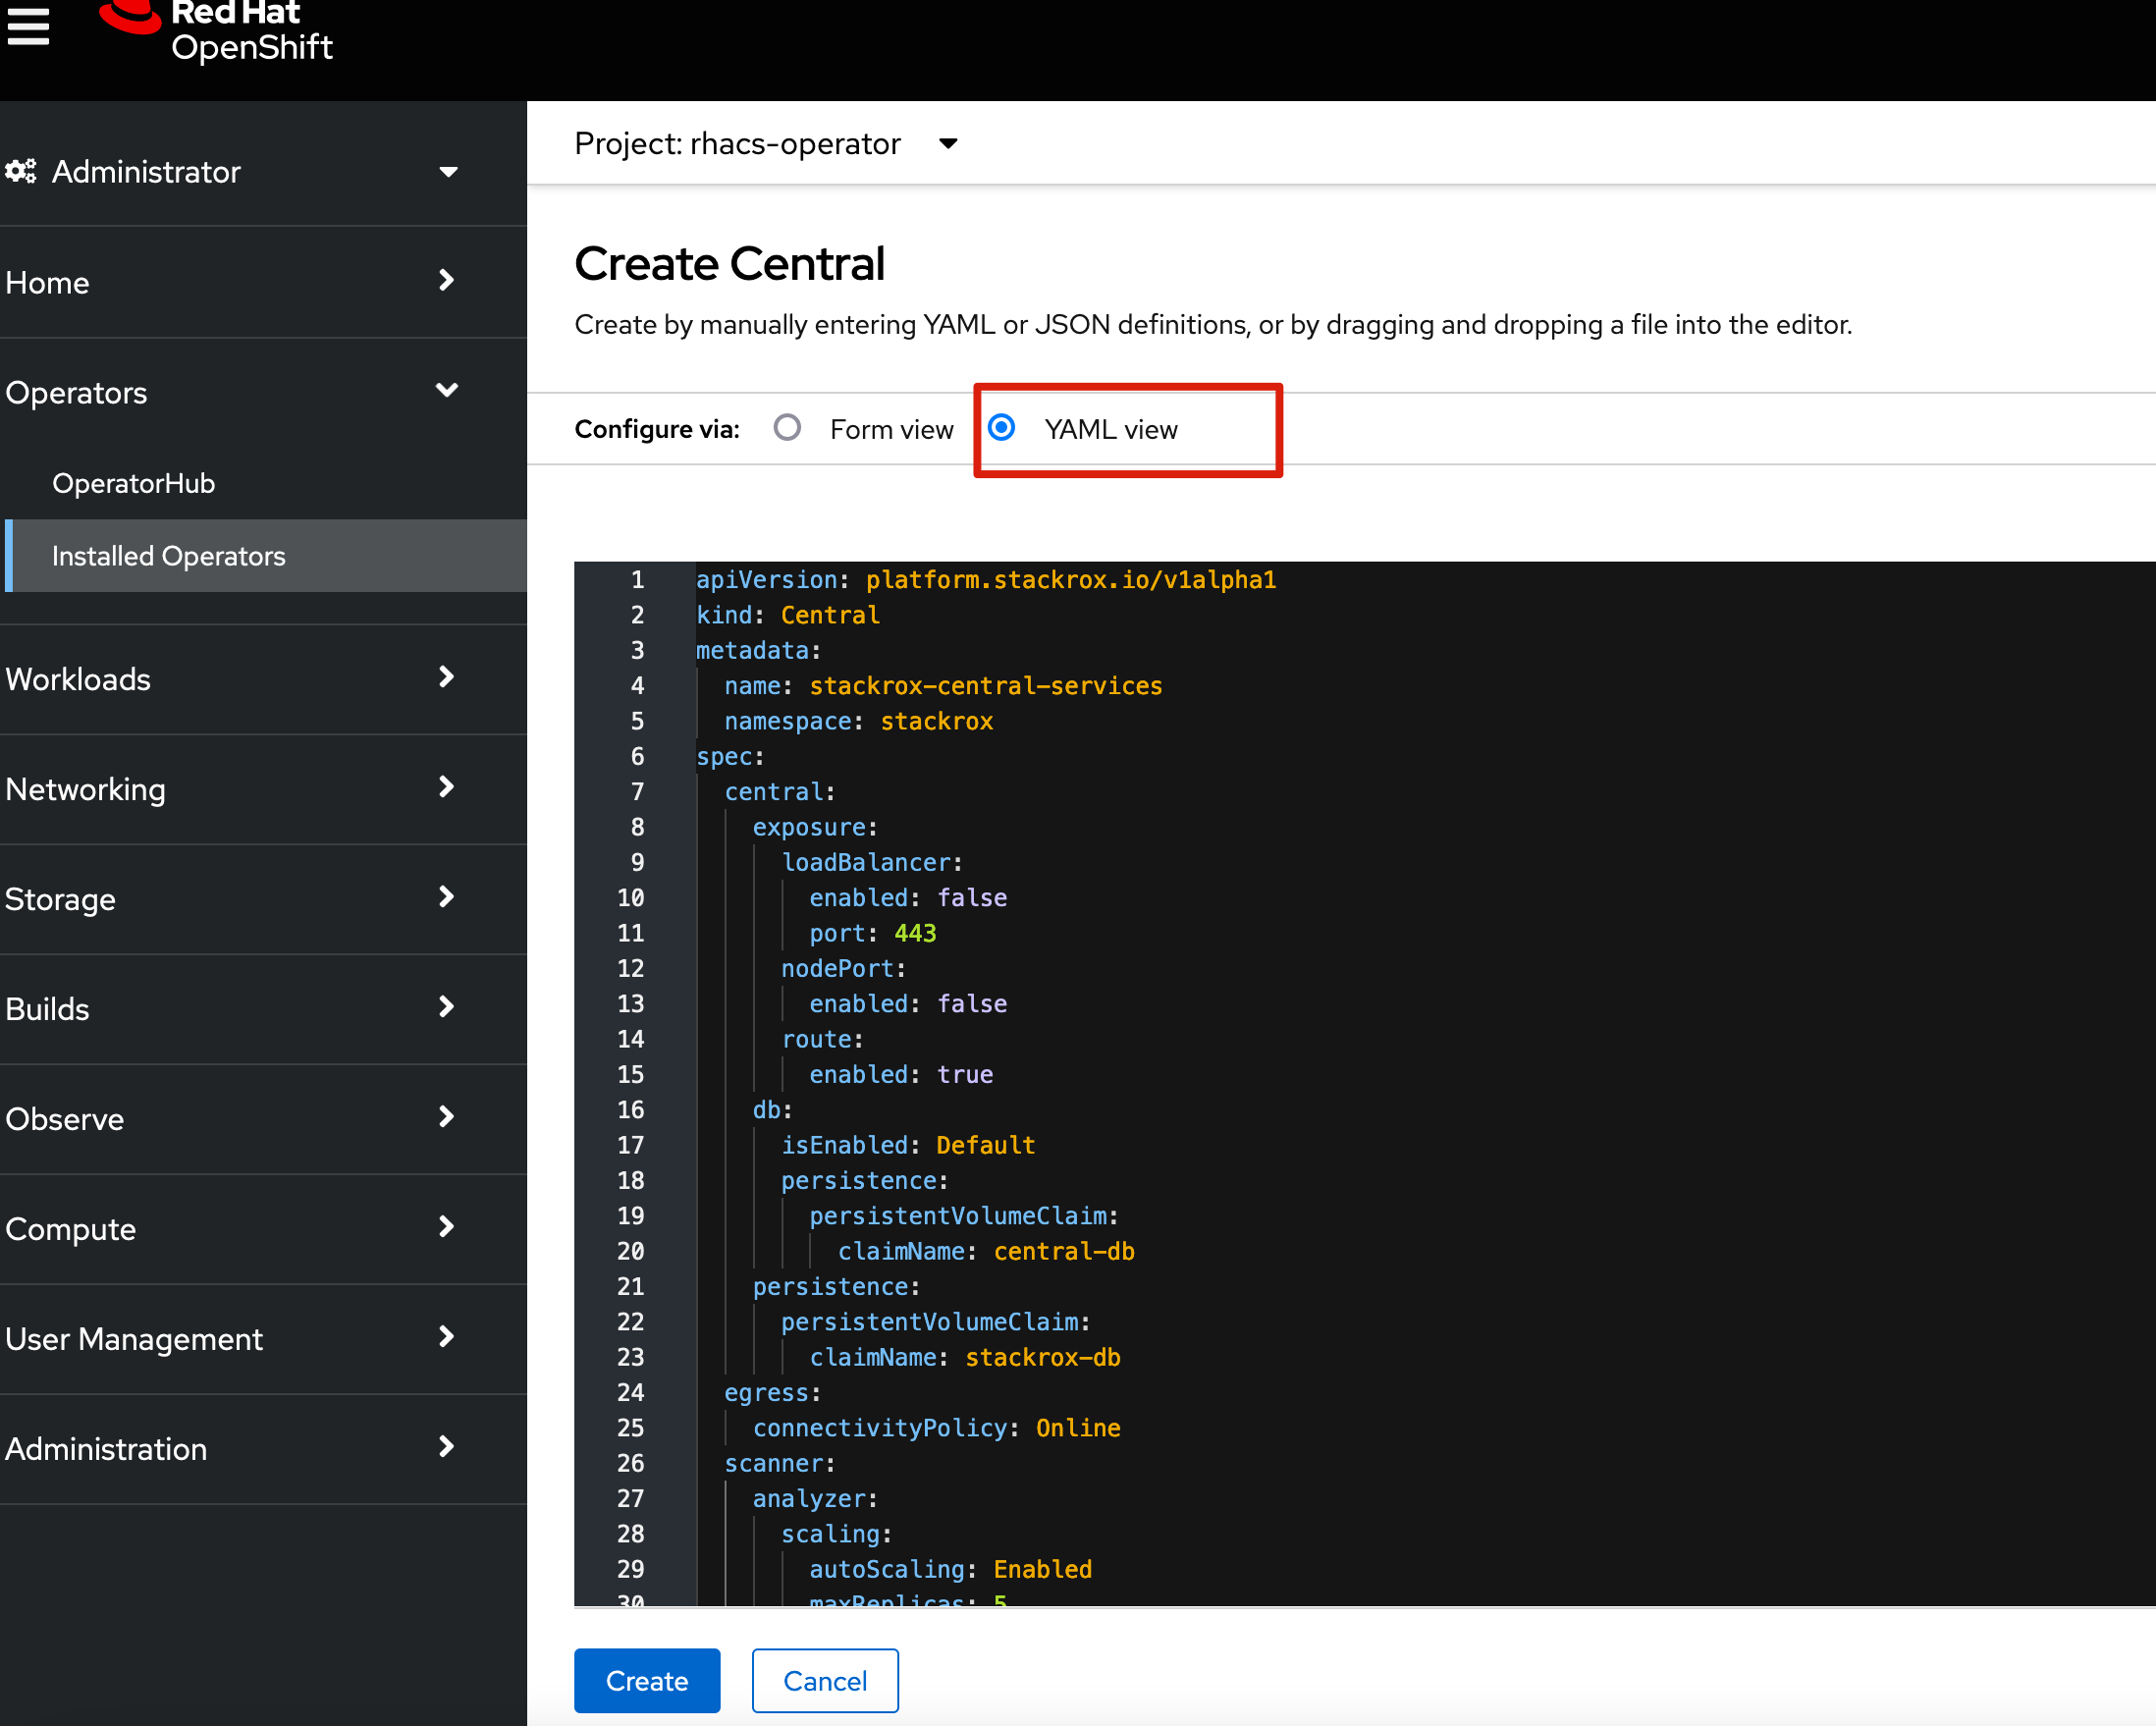 Red Hat
OpenShift
Administrator
Home
Operators
OperatorHub
Installed Operators
Workloads
Networking
Storage
Builds
Observe
Compute
User Management
Administration
Project: rhacs-operator
Create Central
Create by manually entering YAML or JSON definitions, or by dragging and dropping a file into the editor.
Configure via: Form view YAML view
1 apiVersion: platform.stackrox.io/v1alpha1
2 kind: Central
3 metadata:
4 name: stackrox-central-services
5 namespace: stackrox
6 spec:
7 central:
8 exposure:
9 loadBalancer:
10 enabled: false
11 port: 443
12 nodePort:
13 enabled: false
14 route:
15 enabled: true
16 db:
17 isEnabled: Default
18 persistence:
19 persistentVolumeClaim:
20 claimName: central-db
21 persistence:
22 persistentVolumeClaim:
23 claimName: stackrox-db
24 egress:
25 connectivityPolicy: Online
26 scanner:
27 analyzer:
28 scaling:
29 autoScaling: Enabled
30 maxReplicas: 5
Create Cancel